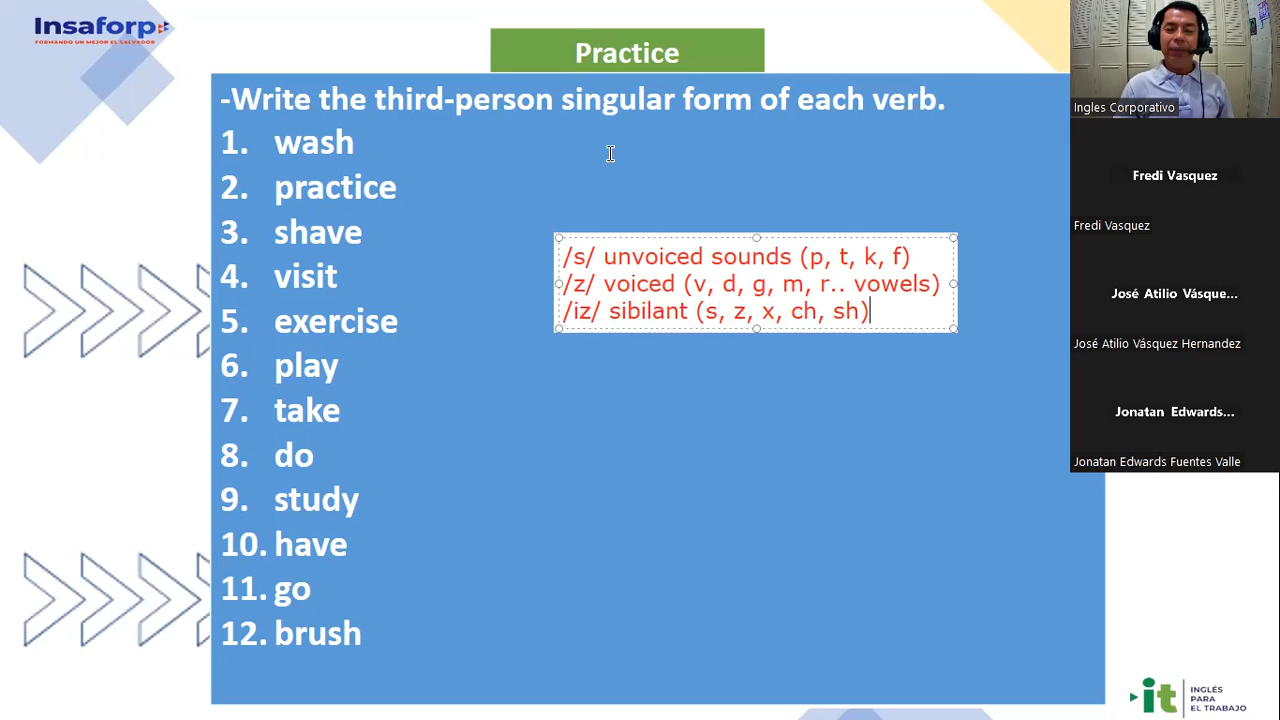 Insaforp
FORMANDO UN MEJOR EL SALVADOR
Practice
-Write the third-person singular form of each verb.
1. wash
2. practice
3. shave
4. visit
5. exercise
6. play
7. take
8. do
9. study
10. have
11. go
12. brush
/s/ unvoiced sounds (p, t, k, f)
/z/ voiced (v, d, g, m, r.. vowels)
/iz/ sibilant (s, z, x, ch, sh)
Ingles Corporativo
Fredi Vasquez
Fredi Vasquez
José Atilio Vásque...
José Atilio Vásquez Hernandez
Jonatan Edwards...
Jonatan Edwards Fuentes Valle
it
INGLÉS
PARA
EL TRABAJO